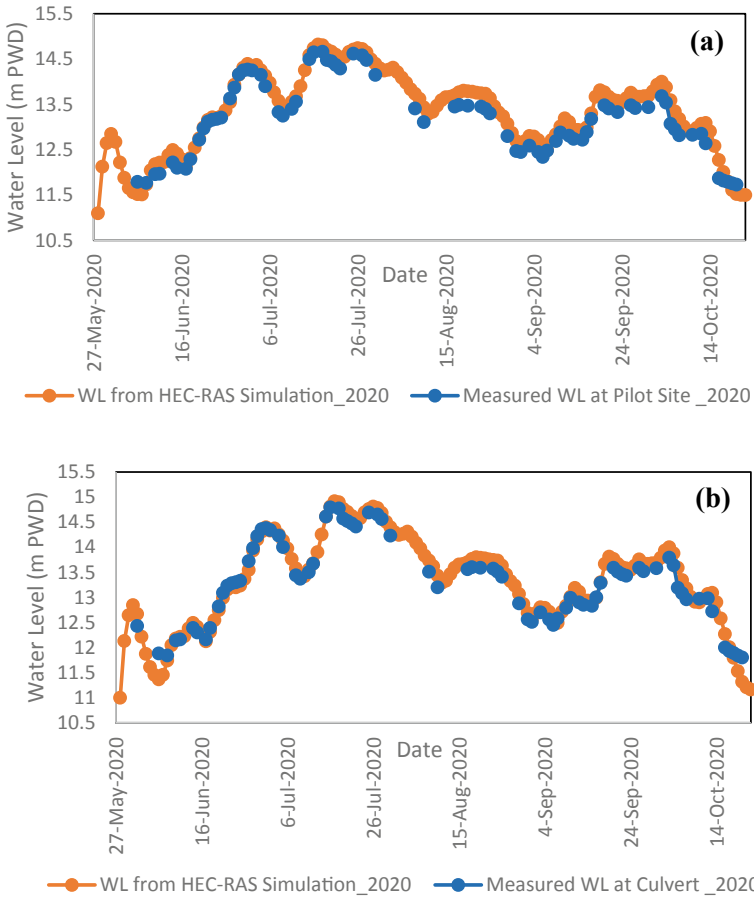 15.5
(a)
14.5
13.5
12.5
11.5
10.5
Water Level (m PWD)
27-May-2020
16-Jun-2020
6-Jul-2020
26-Jul-2020
15-Aug-2020
4-Sep-2020
24-Sep-2020
14-Oct-2020
Date
WL from HEC-RAS Simulation_2020
Measured WL at Pilot Site _2020
15.5
(b)
15
14.5
14
13.5
13
12.5
12
11.5
11
10.5
Water Level (m PWD)
27-May-2020
16-Jun-2020
6-Jul-2020
26-Jul-2020
15-Aug-2020
4-Sep-2020
24-Sep-2020
14-Oct-2020
Date
WL from HEC-RAS Simulation_2020
Measured WL at Culvert _2020